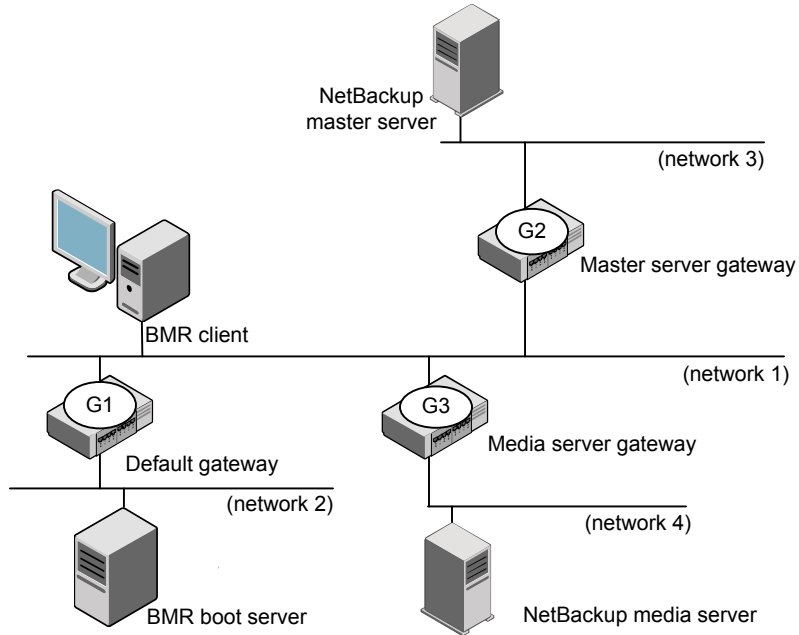 NetBackup
master server
(network 3)
G2
Master server gateway
BMR client
(network 1)
G1
G3
Default gateway
Media server gateway
(network 2)
(network 4)
BMR boot server
NetBackup media server